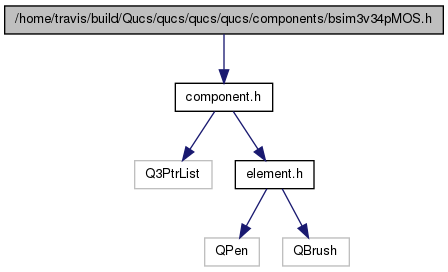 /home/travis/build/Qucs/qucs/qucs/qucs/components/bsim3v34pMOS.h
component.h
Q3PtrList
element.h
QPen
QBrush